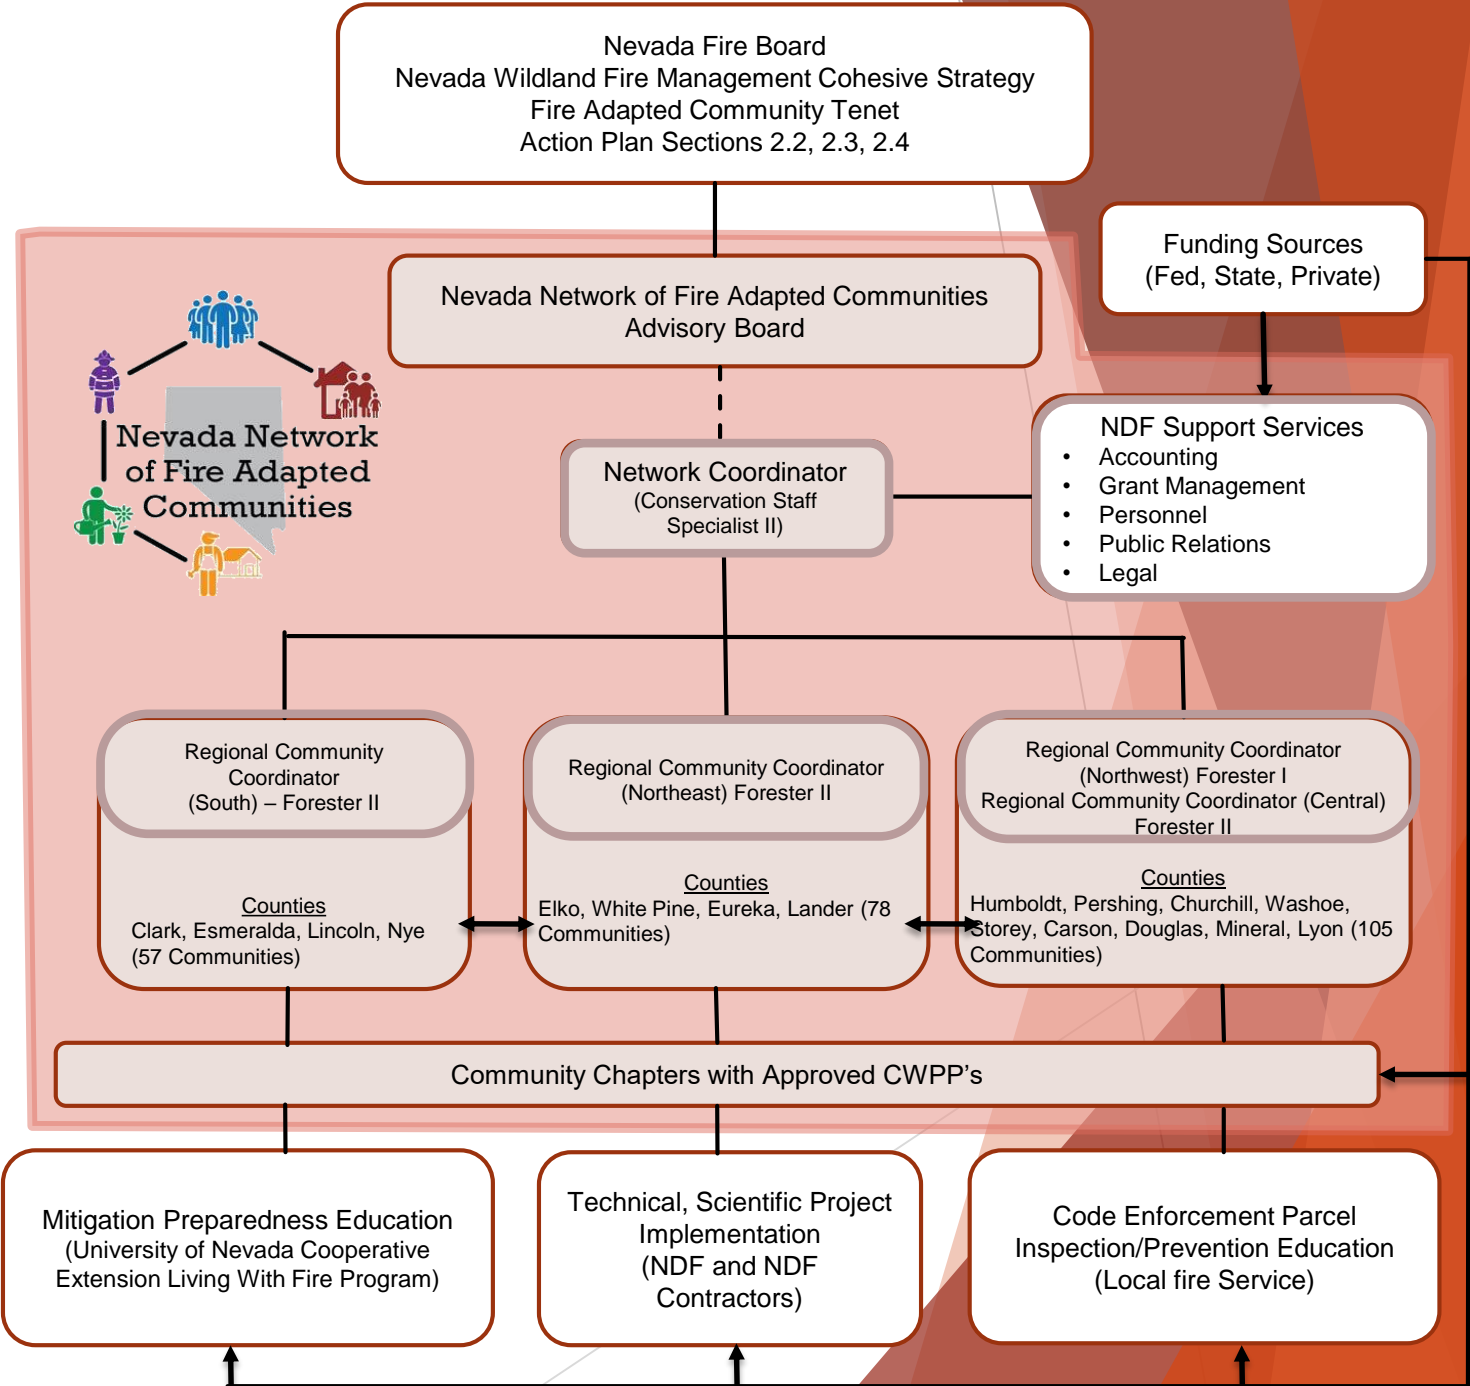 Nevada Fire Board
Nevada Wildland Fire Management Cohesive Strategy
Fire Adapted Community Tenet
Action Plan Sections 2.2, 2.3, 2.4
Funding Sources
(Fed, State, Private)
Nevada Network of Fire Adapted Communities
Advisory Board
Nevada Network
of Fire Adapted
Communities
Network Coordinator
(Conservation Staff
Specialist II)
NDF Support Services
• Accounting
• Grant Management
• Personnel
• Public Relations
• Legal
Regional Community
Coordinator
(South) – Forester II
Counties
Clark, Esmeralda, Lincoln, Nye
(57 Communities)
Regional Community Coordinator
(Northeast) Forester II
Counties
Elko, White Pine, Eureka, Lander (78
Communities)
Regional Community Coordinator
(Northwest) Forester I
Regional Community Coordinator (Central)
Forester II
Counties
Humboldt, Pershing, Churchill, Washoe,
Storey, Carson, Douglas, Mineral, Lyon (105
Communities)
Community Chapters with Approved CWPP's
Mitigation Preparedness Education
(University of Nevada Cooperative
Extension Living With Fire Program)
Technical, Scientific Project
Implementation
(NDF and NDF
Contractors)
Code Enforcement Parcel
Inspection/Prevention Education
(Local fire Service)